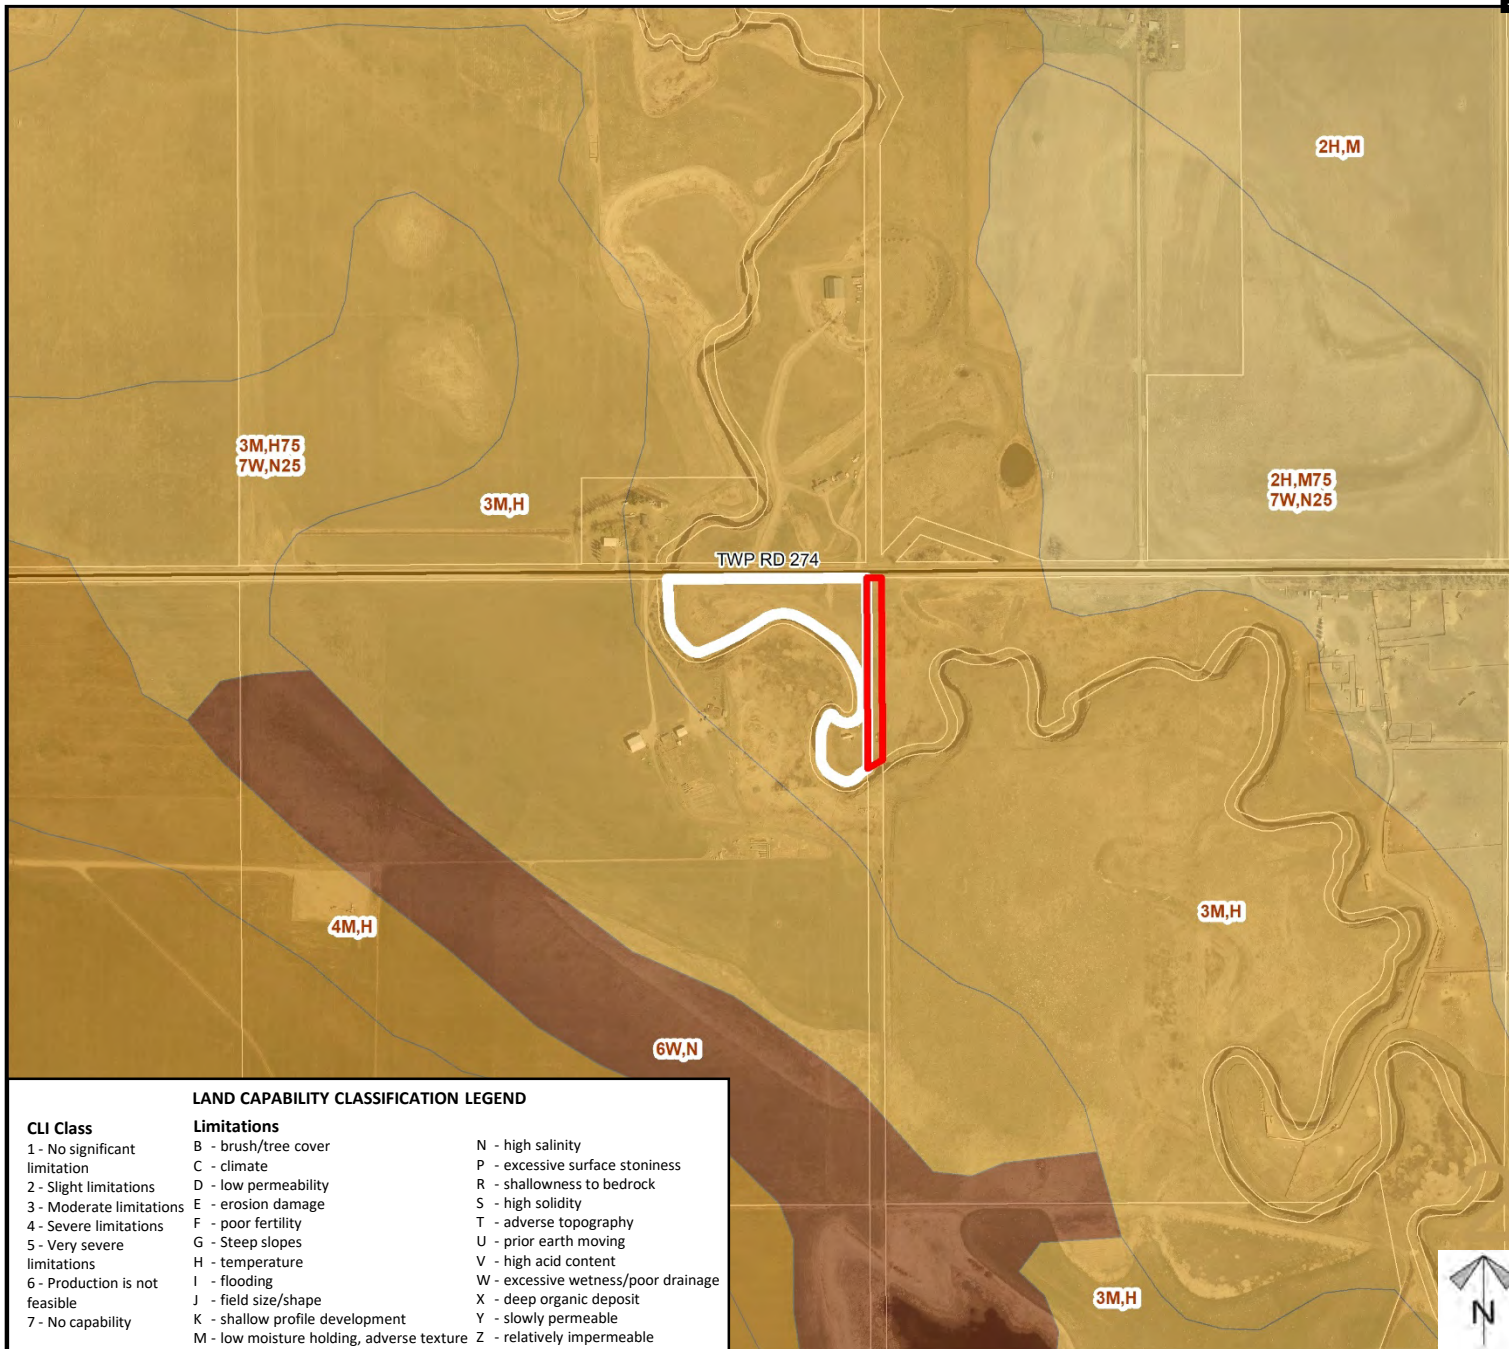 2H,M
3M,H75
7W,N25
3M,H
2H,M75
7W,N25
TWP RD 274
4M,H
3M,H
6W,N
3M,H
LAND CAPABILITY CLASSIFICATION LEGEND
CLI Class
1 - No significant
limitation
2 - Slight limitations
3 - Moderate limitations
4 - Severe limitations
5 - Very severe
limitations
6 - Production is not
feasible
7 - No capability
Limitations
B - brush/tree cover
C - climate
D - low permeability
E - erosion damage
F - poor fertility
G - Steep slopes
H - temperature
I - flooding
J - field size/shape
K - shallow profile development
M - low moisture holding, adverse texture
N - high salinity
P - excessive surface stoniness
R - shallowness to bedrock
S - high solidity
T - adverse topography
U - prior earth moving
V - high acid content
W - excessive wetness/poor drainage
X - deep organic deposit
Y - slowly permeable
Z - relatively impermeable
N